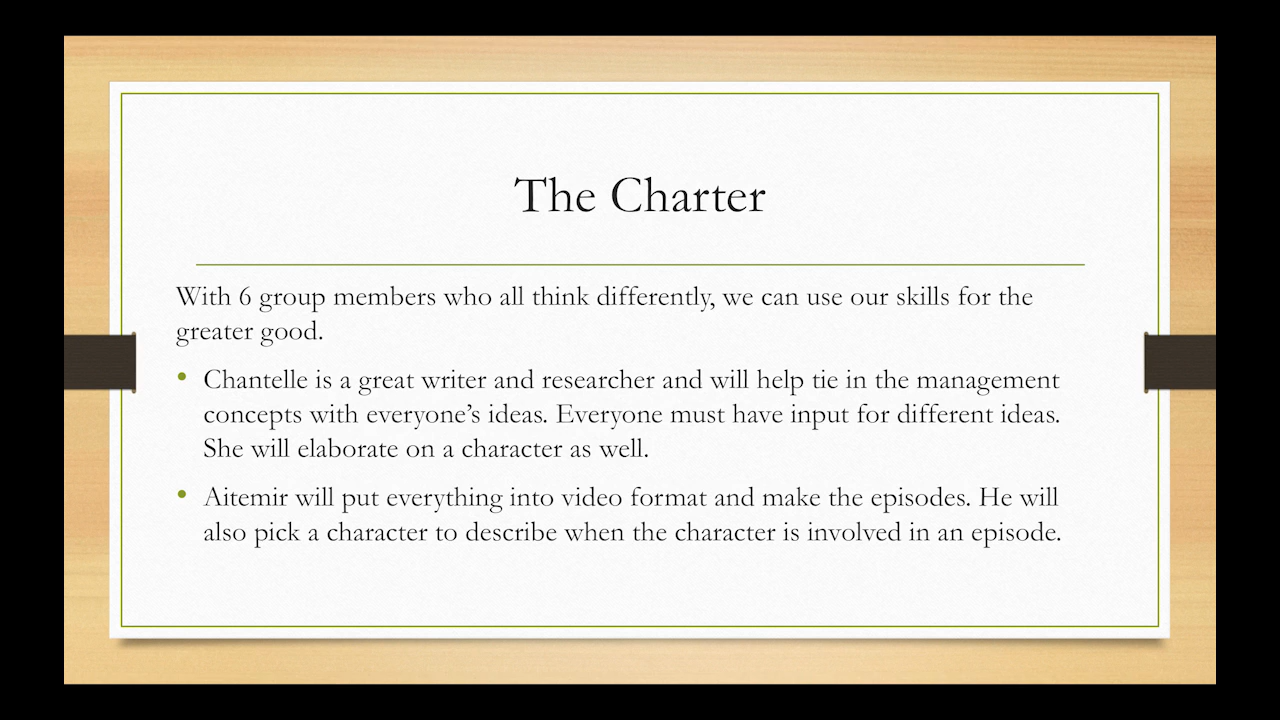 The Charter
With 6 group members who all think differently, we can use our skills for the
greater good.
• Chantelle is a great writer and researcher and will help tie in the management
concepts with everyone’s ideas. Everyone must have input for different ideas.
She will elaborate on a character as well.
• Aitemir will put everything into video format and make the episodes. He will
also pick a character to describe when the character is involved in an episode.